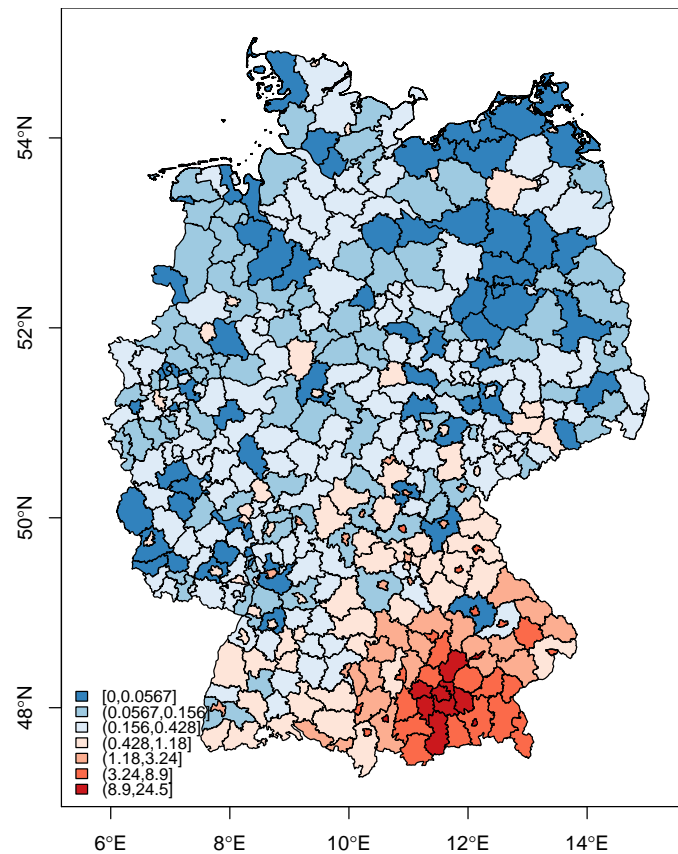 54°N
52°N
50°N
48°N
[0,0.0567]
(0.0567,0.156]
(0.156,0.428]
(0.428,1.18]
(1.18,3.24]
(3.24,8.9]
(8.9,24.5]
6°E 8°E 10°E 12°E 14°E